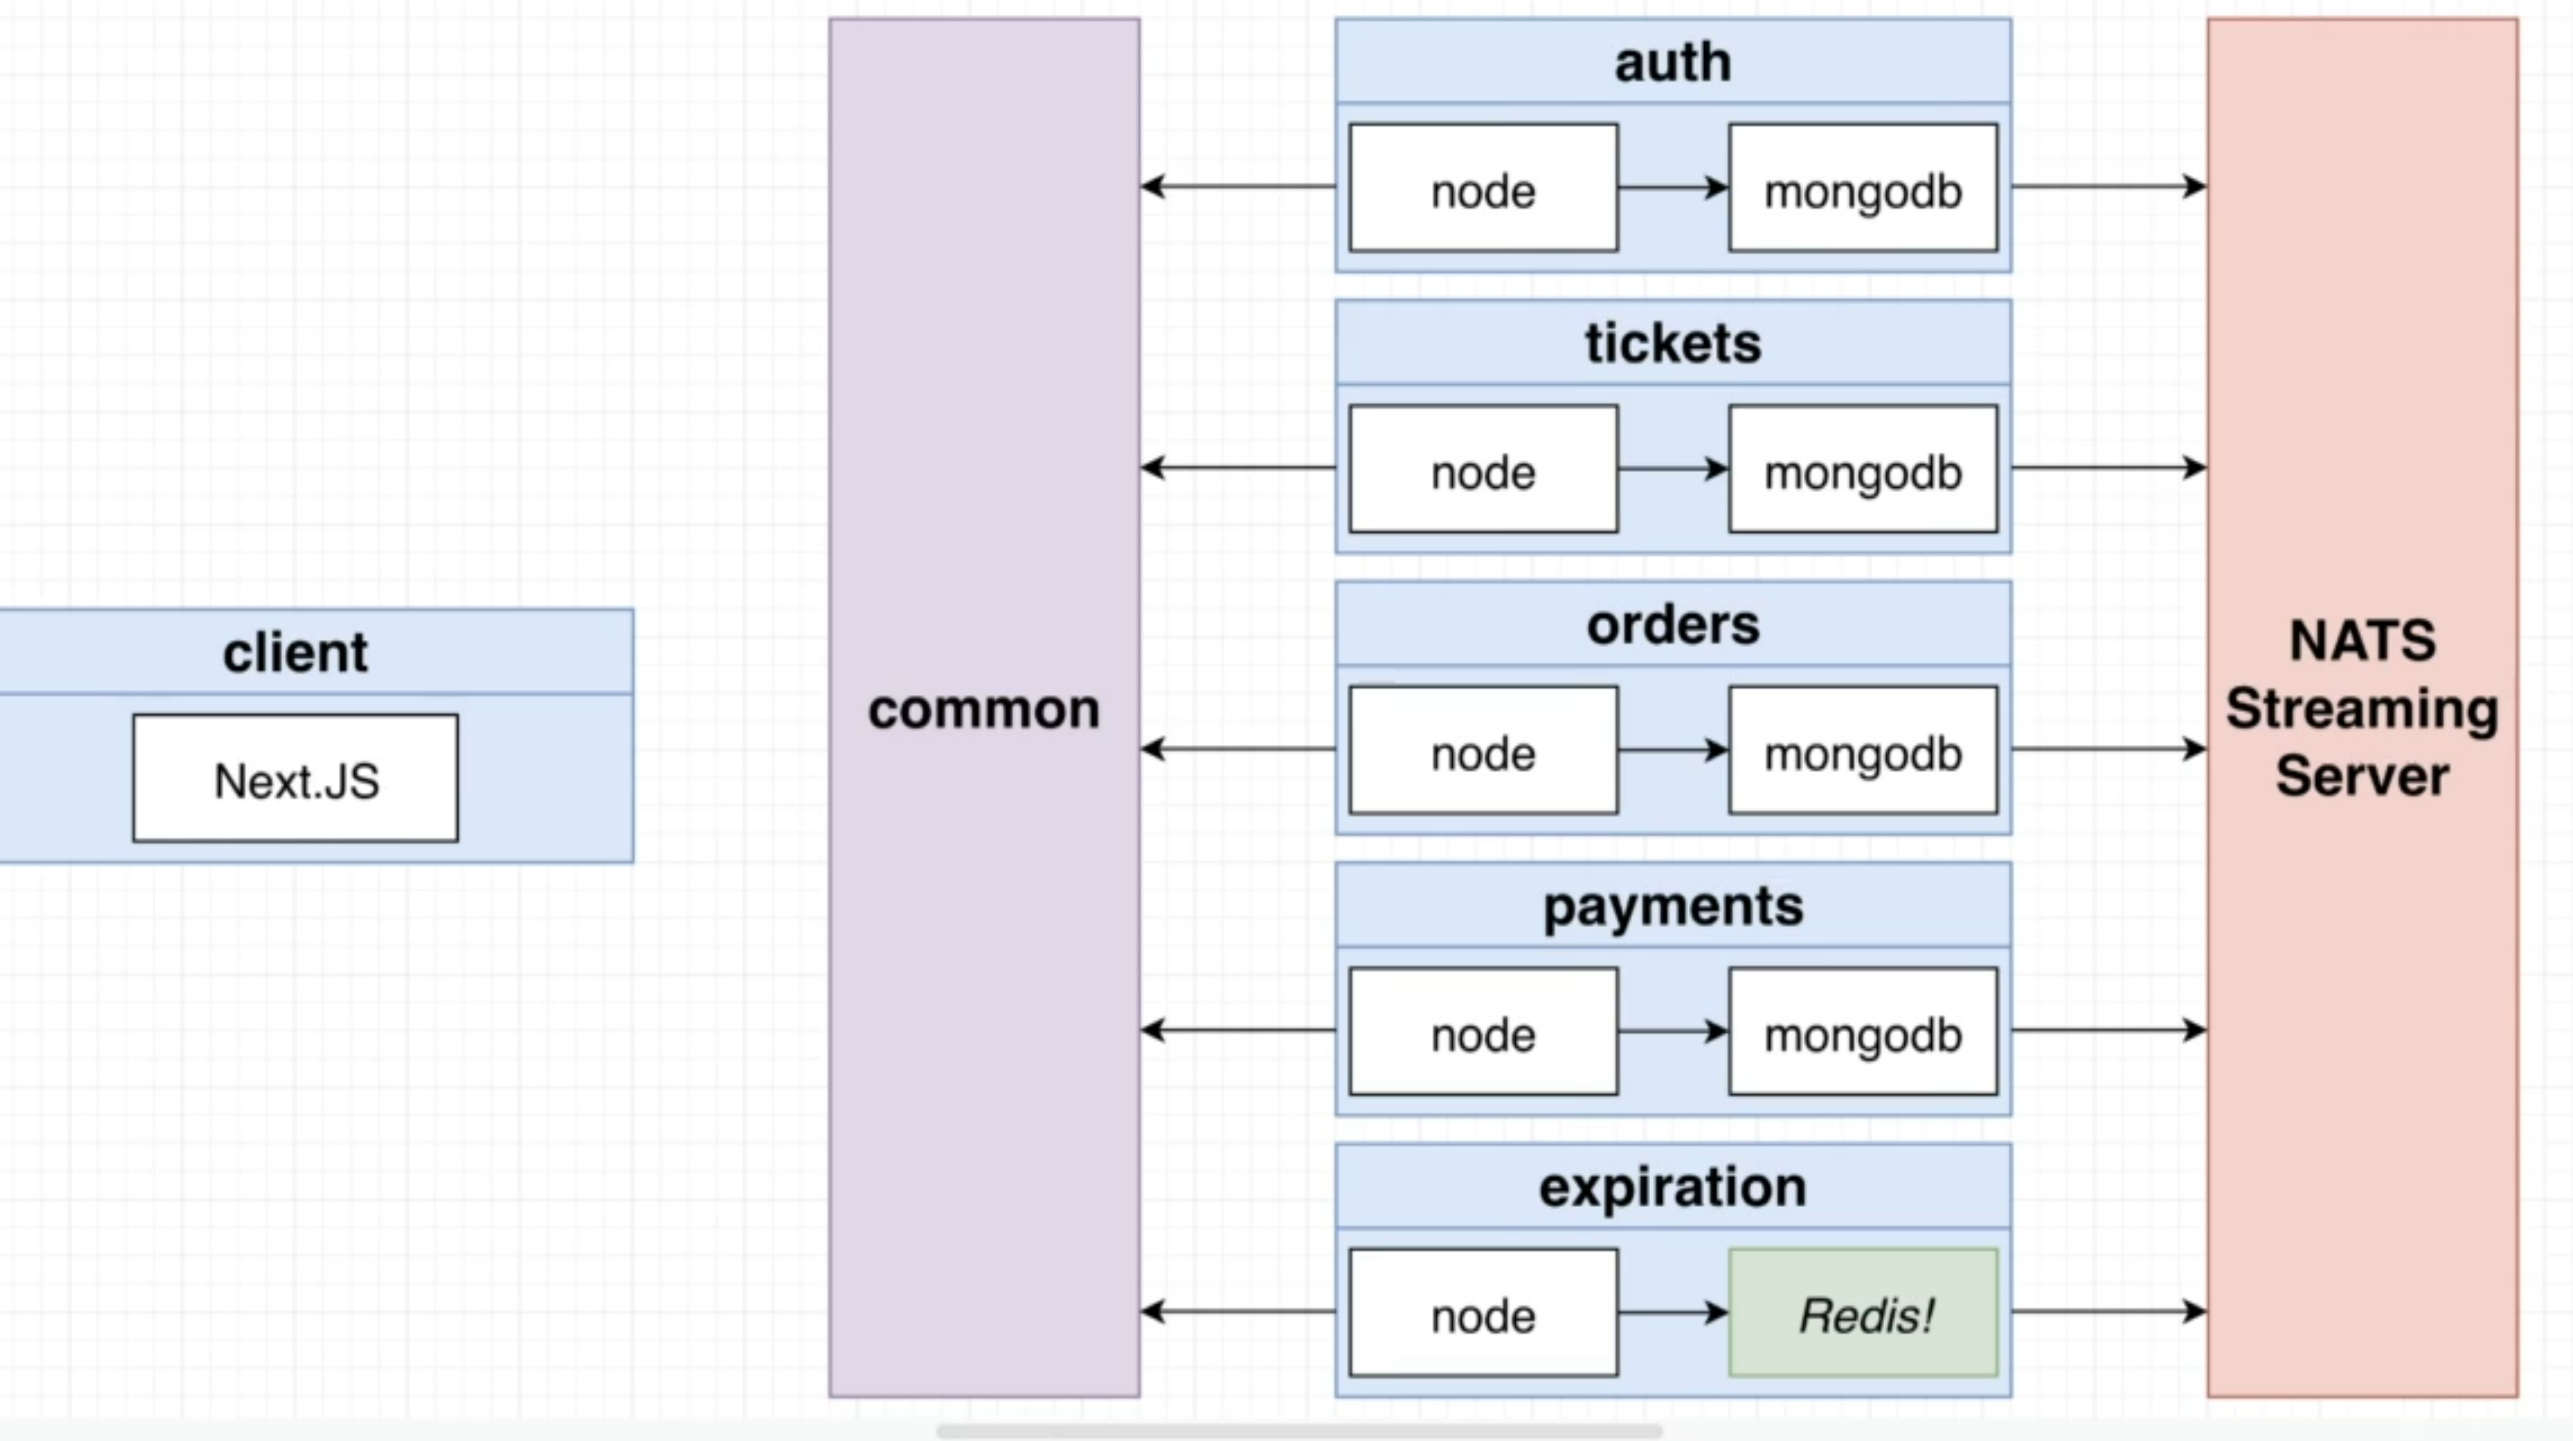 client
Next.JS
common
auth
node
mongodb
tickets
node
mongodb
orders
node
mongodb
payments
node
mongodb
expiration
node
Redis!
NATS
Streaming
Server